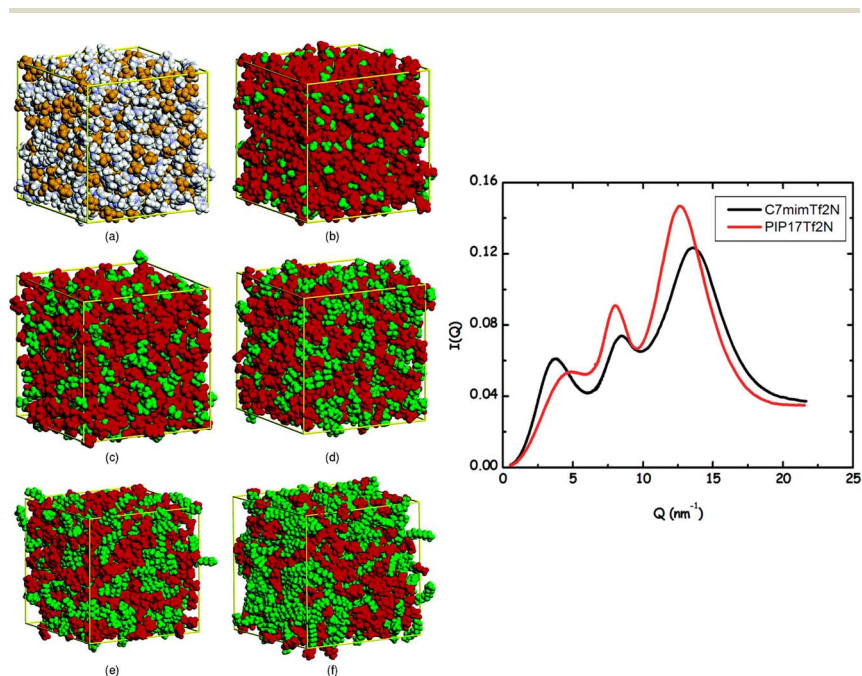 (a)
(b)
(c)
(d)
(e)
(f)
0.16
0.12
0.08
0.04
0.00
I(Q)
C7mimTf2N
PIP17Tf2N
0 5 10 15 20 25
Q (nm⁻¹)